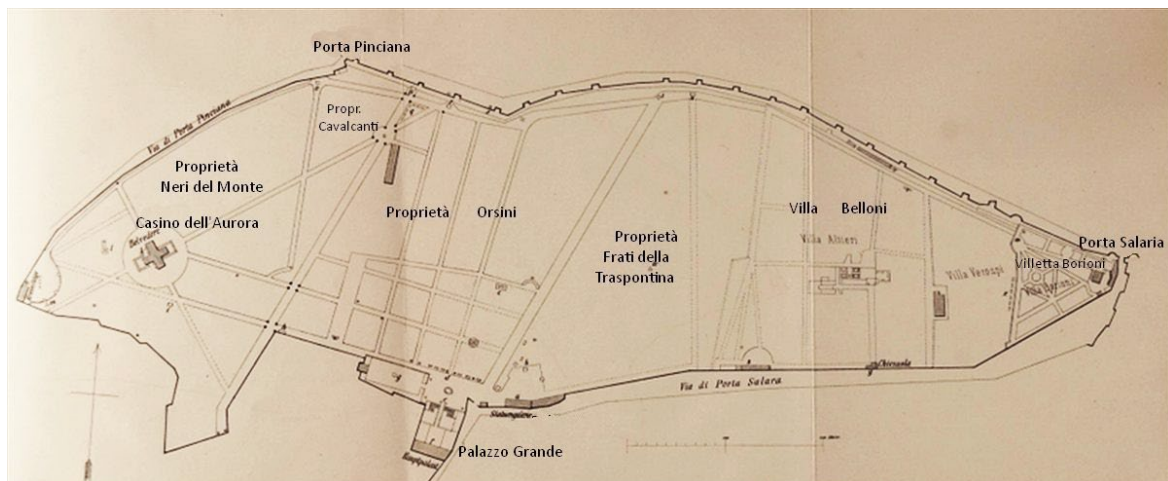 Porta Pinciana
Via di Porta Pinciana
Propr.
Cavalcanti
Proprietà
Neri del Monte
Casino dell'Aurora
Belvedere
Proprietà Orsini
Villa Belloni
Proprietà
Frati della
Traspontina
Villa Altieri
Villa Verospi
Porta Salaria
Villetta Borioni
Via di Porta Salara
Palazzo Grande